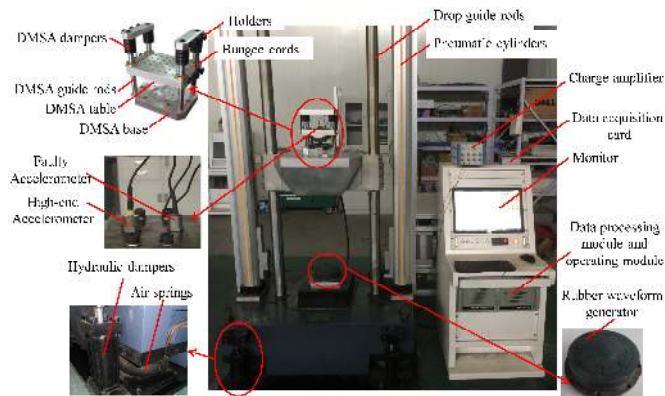 Holders
DMSA dampers
Bungee cords
DMSA guide rods
DMSA table
DMSA base
Drop guide rods
Pneumatic cylinders
Charge amplifier
Data acquisition
card
Monitor
Faulty
Accelerometer
High-end
Accelerometer
Data processing
module and
operating module
Hydraulic dampers
Air springs
Rubber waveform
generator